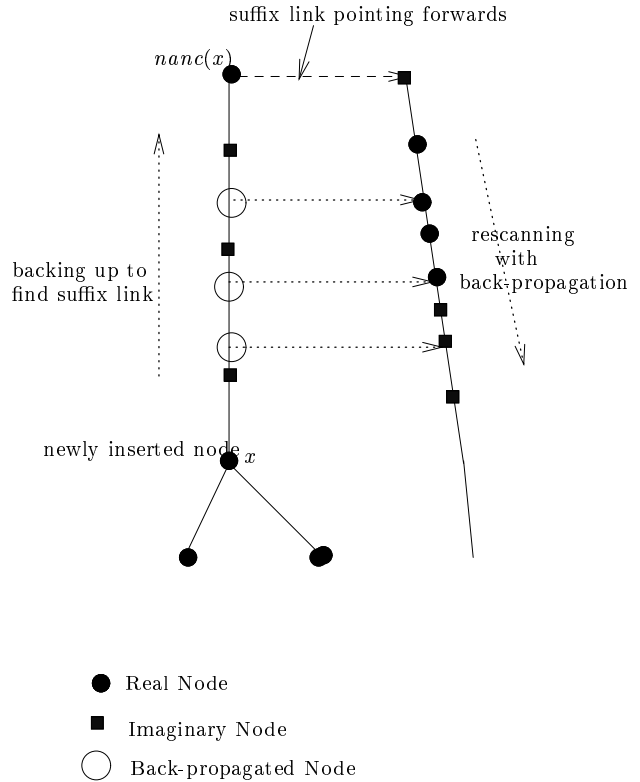 suffix link pointing forwards
nanc(x)
rescanning
with
back-propagation
backing up to
find suffix link
newly inserted node x
Real Node
Imaginary Node
Back-propagated Node